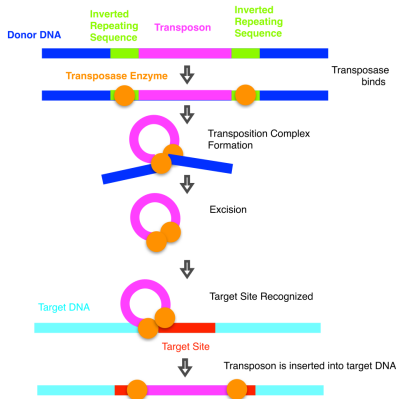 Inverted
Repeating
Sequence
Inverted
Repeating
Sequence
Donor DNA
Transposon
Transposase Enzyme
Transposase
binds
Transposition Complex
Formation
Excision
Target Site Recognized
Target DNA
Target Site
Transposon is inserted into target DNA